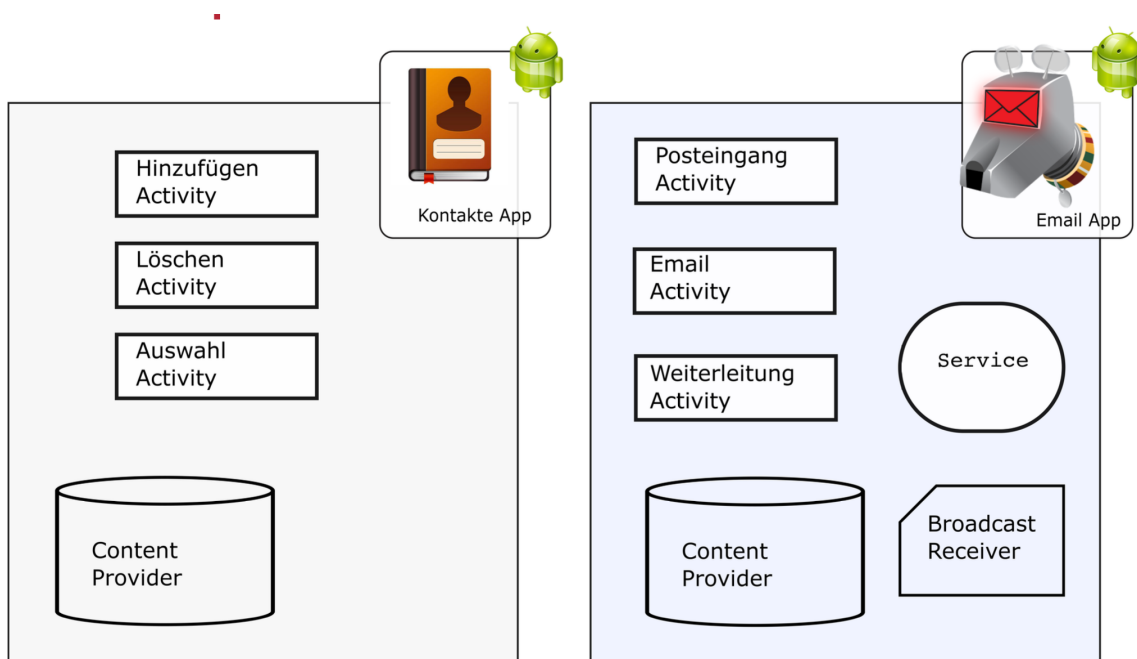 Kontakte App
Hinzufügen
Activity
Löschen
Activity
Auswahl
Activity
Content
Provider
Email App
Posteingang
Activity
Email
Activity
Weiterleitung
Activity
Service
Content
Provider
Broadcast
Receiver